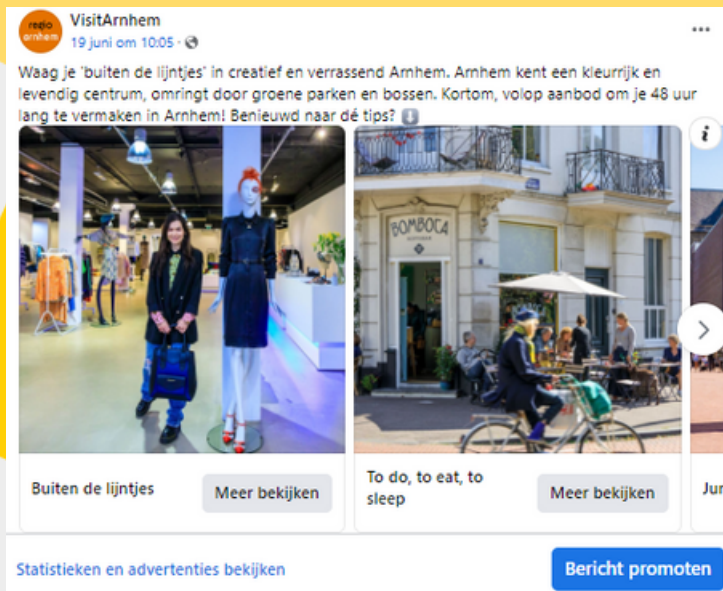 regio
arnhem
VisitArnhem
19 juni om 10:05 ·
Waag je 'buiten de lijntjes' in creatief en verrassend Arnhem. Arnhem kent een kleurrijk en
levendig centrum, omringt door groene parken en bossen. Kortom, volop aanbod om je 48 uur
lang te vermaken in Arnhem! Benieuwd naar dé tips? ⬇️
i
BOMBOCA
Buiten de lijntjes
Meer bekijken
To do, to eat, to
sleep
Meer bekijken
Statistieken en advertenties bekijken
Bericht promoten